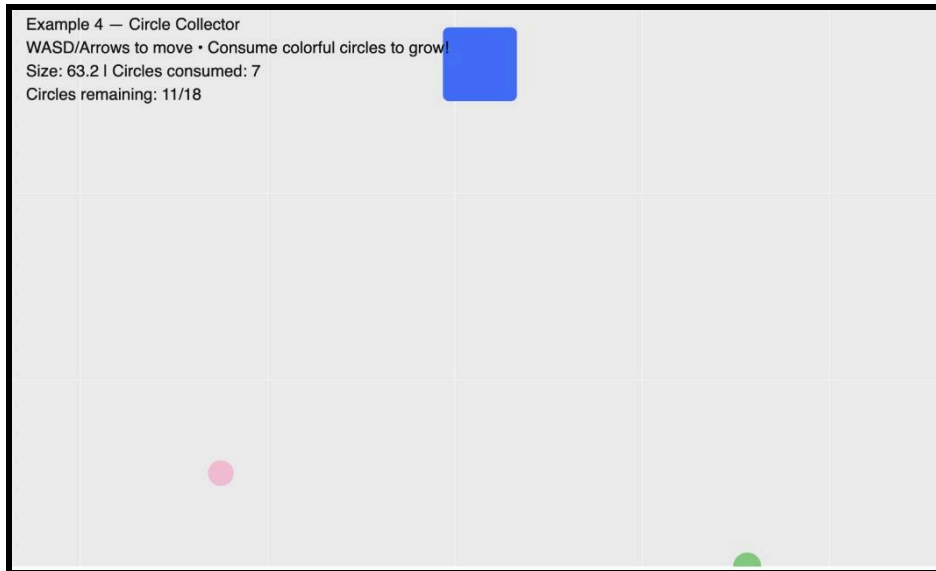 Example 4 — Circle Collector
WASD/Arrows to move • Consume colorful circles to grow!
Size: 63.2 | Circles consumed: 7
Circles remaining: 11/18